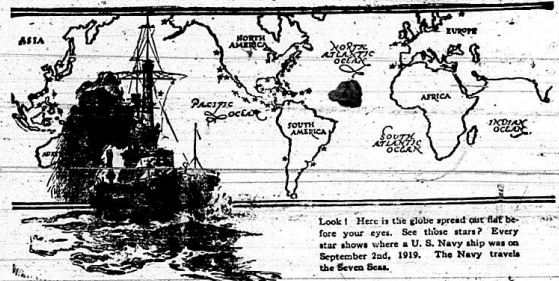 ASIA
NORTH
AMERICA
NORTH
ATLANTIC
OCEAN
EUROPE
PACIFIC
OCEAN
AFRICA
SOUTH
AMERICA
SOUTH
ATLANTIC
OCEAN
INDIAN
OCEAN
Look! Here is the globe spread out flat be-
fore your eyes. See those stars? Every
star shows where a U. S. Navy ship was on
September 2nd, 1919. The Navy travels
the Seven Seas.